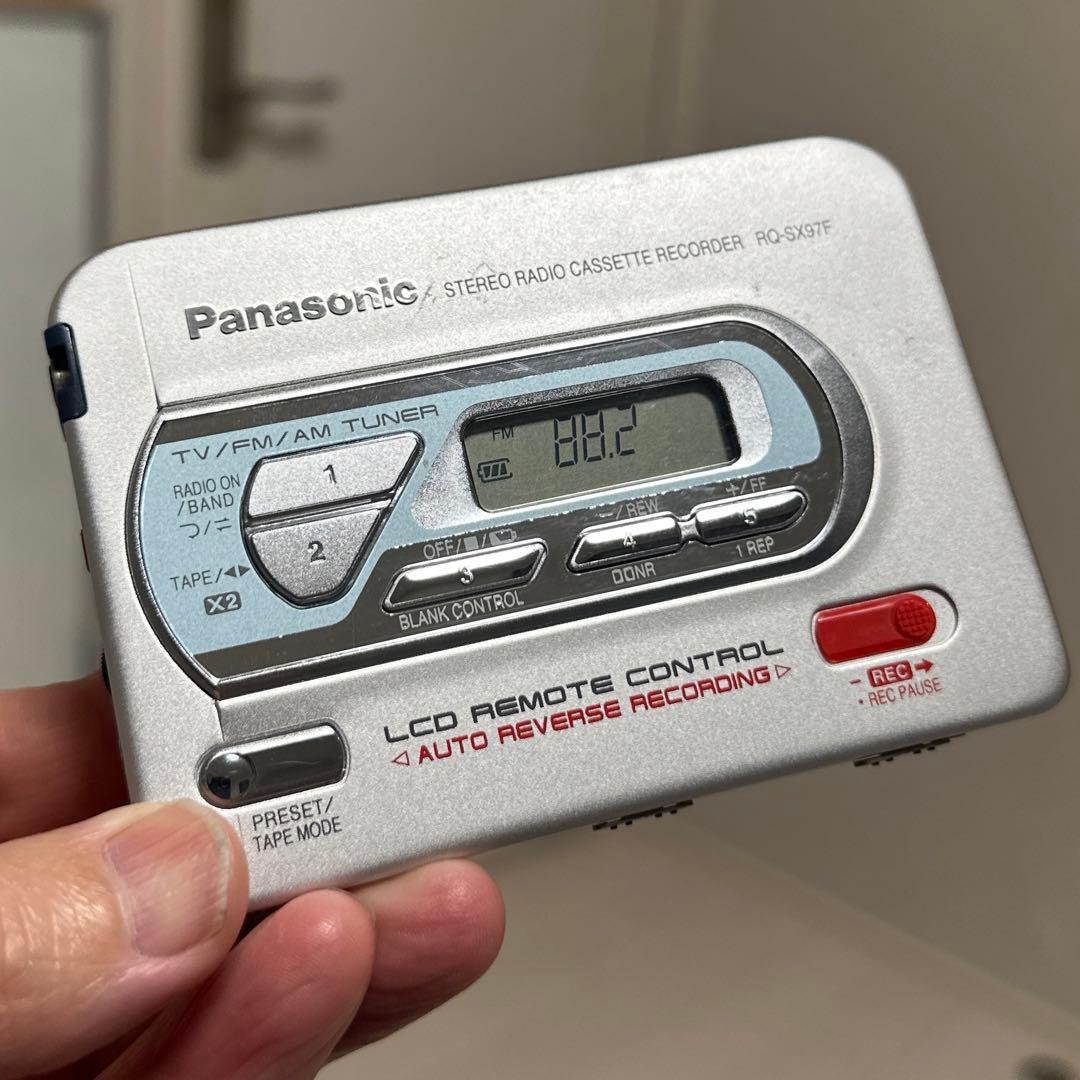 Panasonic STEREO RADIO CASSETTE RECORDER RQ-SX97F
TV/FM/AM TUNER
RADIO ON
/BAND
1
2
TAPE/◀▶
X2
FM 88.2
OFF/■/
3
BLANK CONTROL
−/REW
4
DDNR
+/FF
5
1 REP
LCD REMOTE CONTROL
◁ AUTO REVERSE RECORDING ▷
− REC →
• REC PAUSE
PRESET/
TAPE MODE